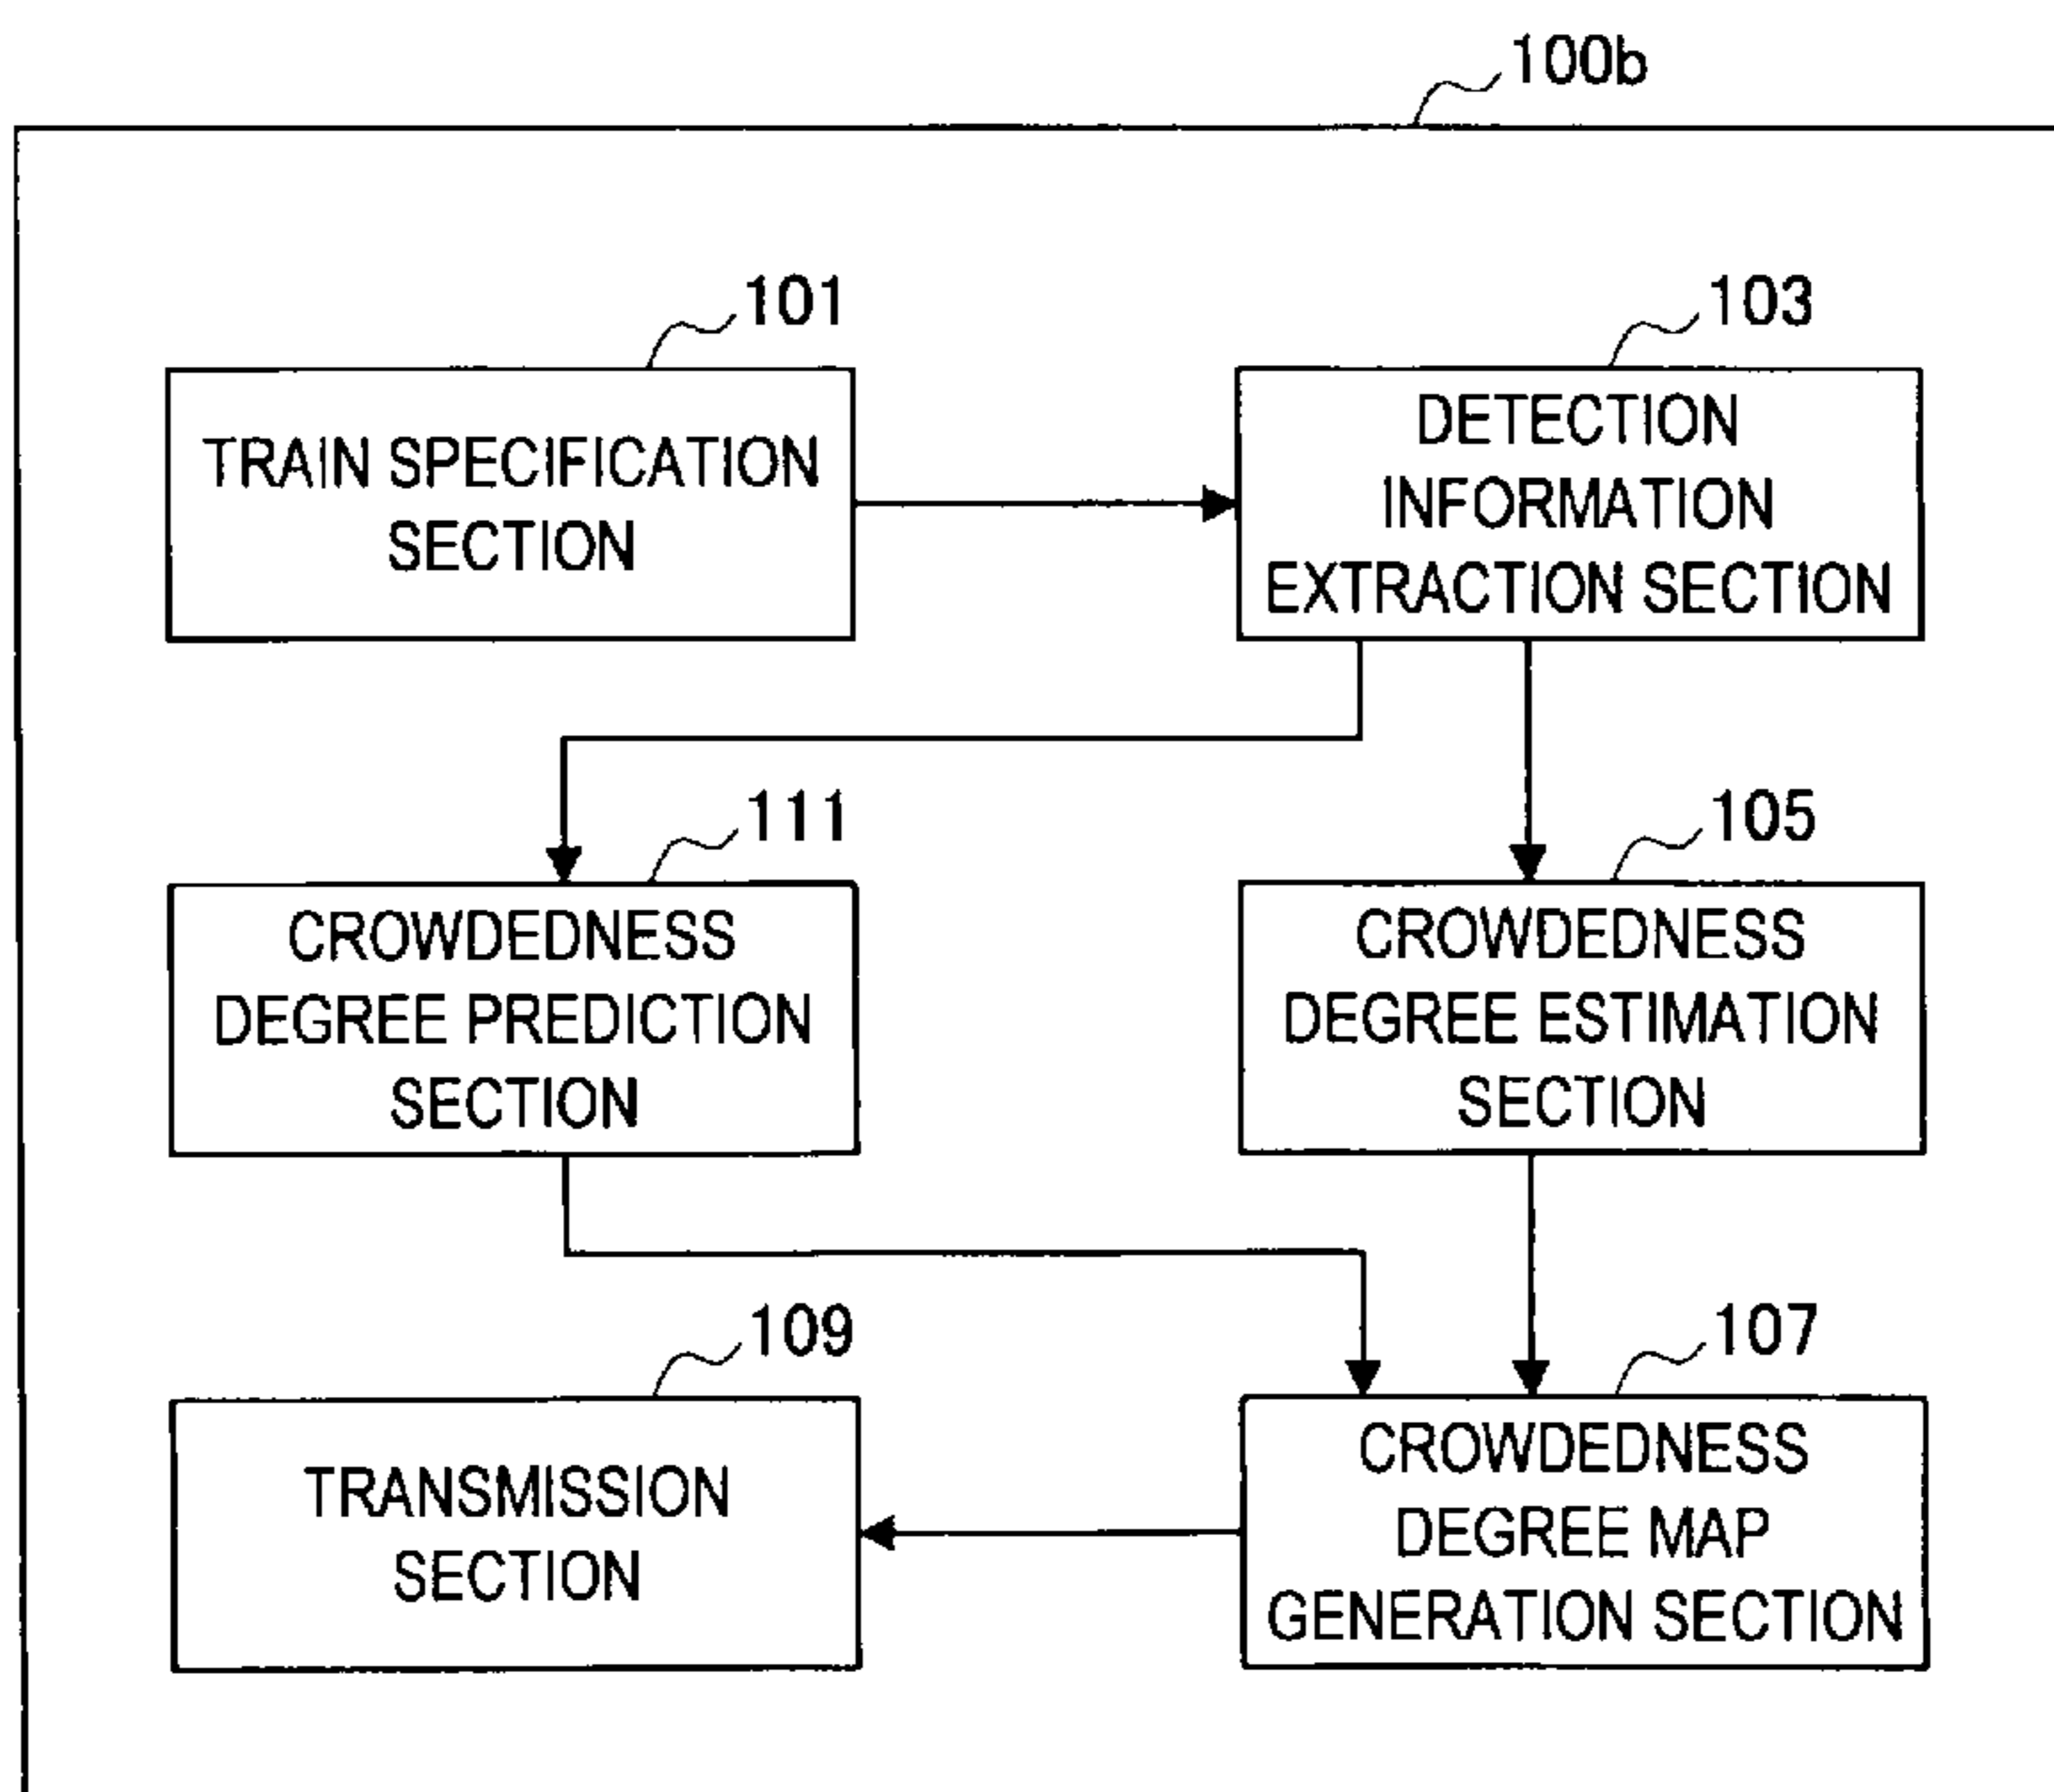 100b
101
TRAIN SPECIFICATION
SECTION
103
DETECTION
INFORMATION
EXTRACTION SECTION
111
CROWDEDNESS
DEGREE PREDICTION
SECTION
105
CROWDEDNESS
DEGREE ESTIMATION
SECTION
109
TRANSMISSION
SECTION
107
CROWDEDNESS
DEGREE MAP
GENERATION SECTION